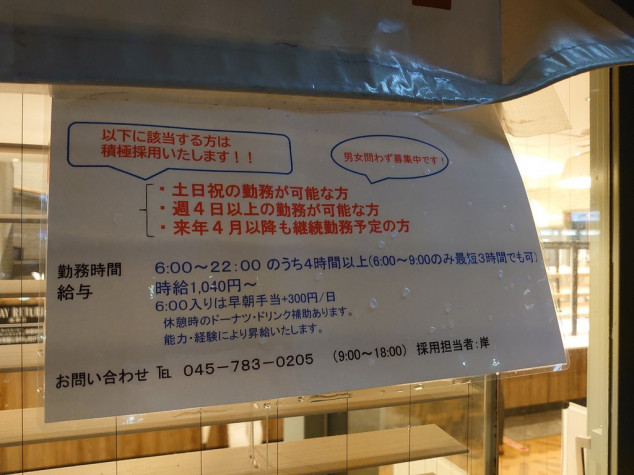 以下に該当する方は
積極採用いたします！！
男女問わず募集中です！
・土日祝の勤務が可能な方
・週４日以上の勤務が可能な方
・来年４月以降も継続勤務予定の方
勤務時間 6:00～22:00 のうち4時間以上(6:00～9:00のみ最短3時間でも可)
給与 時給1,040円～
6:00入りは早朝手当+300円/日
休憩時のドーナツ・ドリンク補助あります。
能力・経験により昇給いたします。
お問い合わせ ℡ 045-783-0205 （9:00～18:00） 採用担当者:岸